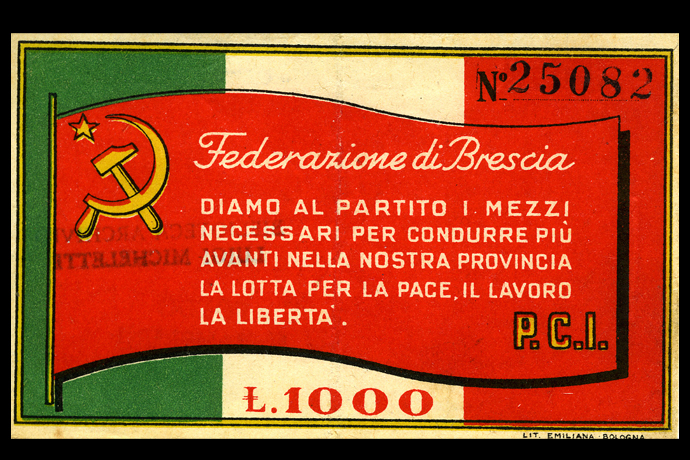 Nº 25082
Federazione di Brescia
DIAMO AL PARTITO I MEZZI
NECESSARI PER CONDURRE PIÙ
AVANTI NELLA NOSTRA PROVINCIA
LA LOTTA PER LA PACE, IL LAVORO
LA LIBERTA'.
P.C.I.
Ł.1000
LIT. EMILIANA - BOLOGNA